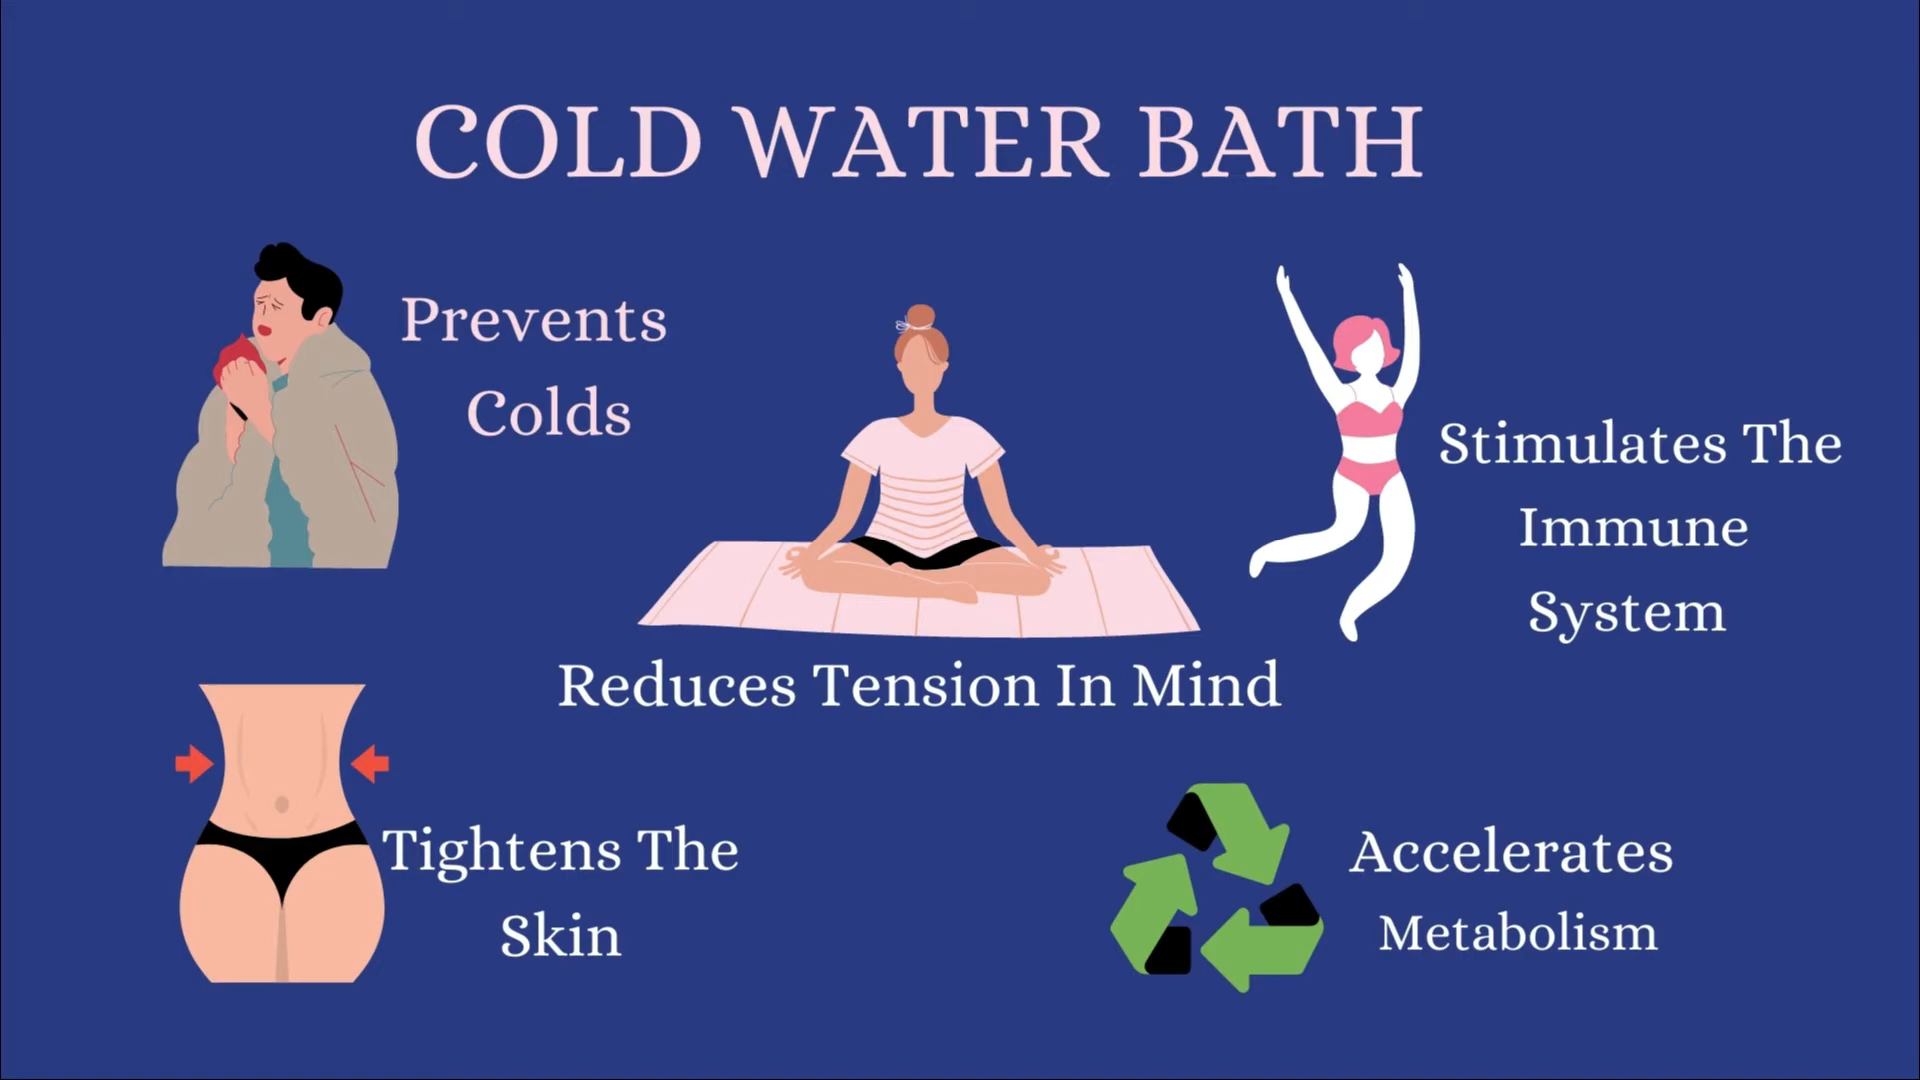 COLD WATER BATH
Prevents
Colds
Stimulates The
Immune
System
Reduces Tension In Mind
Tightens The
Skin
Accelerates
Metabolism